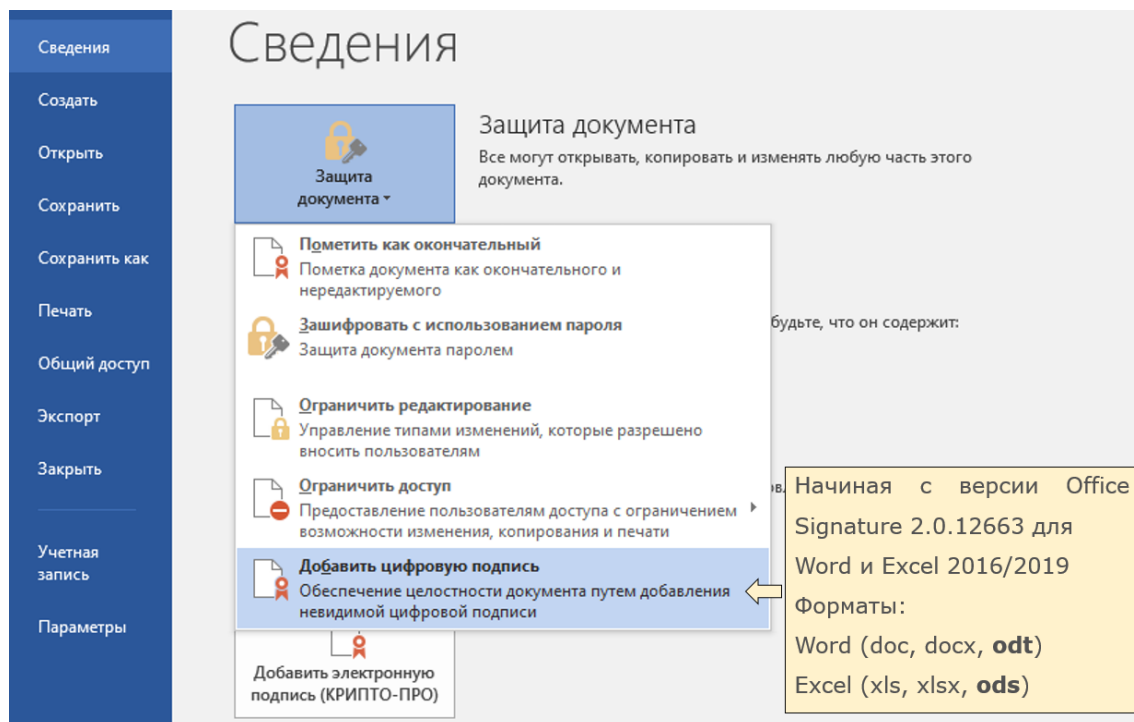 Сведения
Создать
Открыть
Сохранить
Сохранить как
Печать
Общий доступ
Экспорт
Закрыть
Учетная
запись
Параметры
Сведения
Защита
документа
Защита документа
Все могут открывать, копировать и изменять любую часть этого
документа.
Пометить как окончательный
Пометка документа как окончательного и
нередактируемого
Зашифровать с использованием пароля
Защита документа паролем
Ограничить редактирование
Управление типами изменений, которые разрешено
вносить пользователям
Ограничить доступ
Предоставление пользователям доступа с ограничением
возможности изменения, копирования и печати
Добавить цифровую подпись
Обеспечение целостности документа путем добавления
невидимой цифровой подписи
Добавить электронную
подпись (КРИПТО-ПРО)
будьте, что он содержит:
Начиная с версии Office
Signature 2.0.12663 для
Word и Excel 2016/2019
Форматы:
Word (doc, docx, odt)
Excel (xls, xlsx, ods)